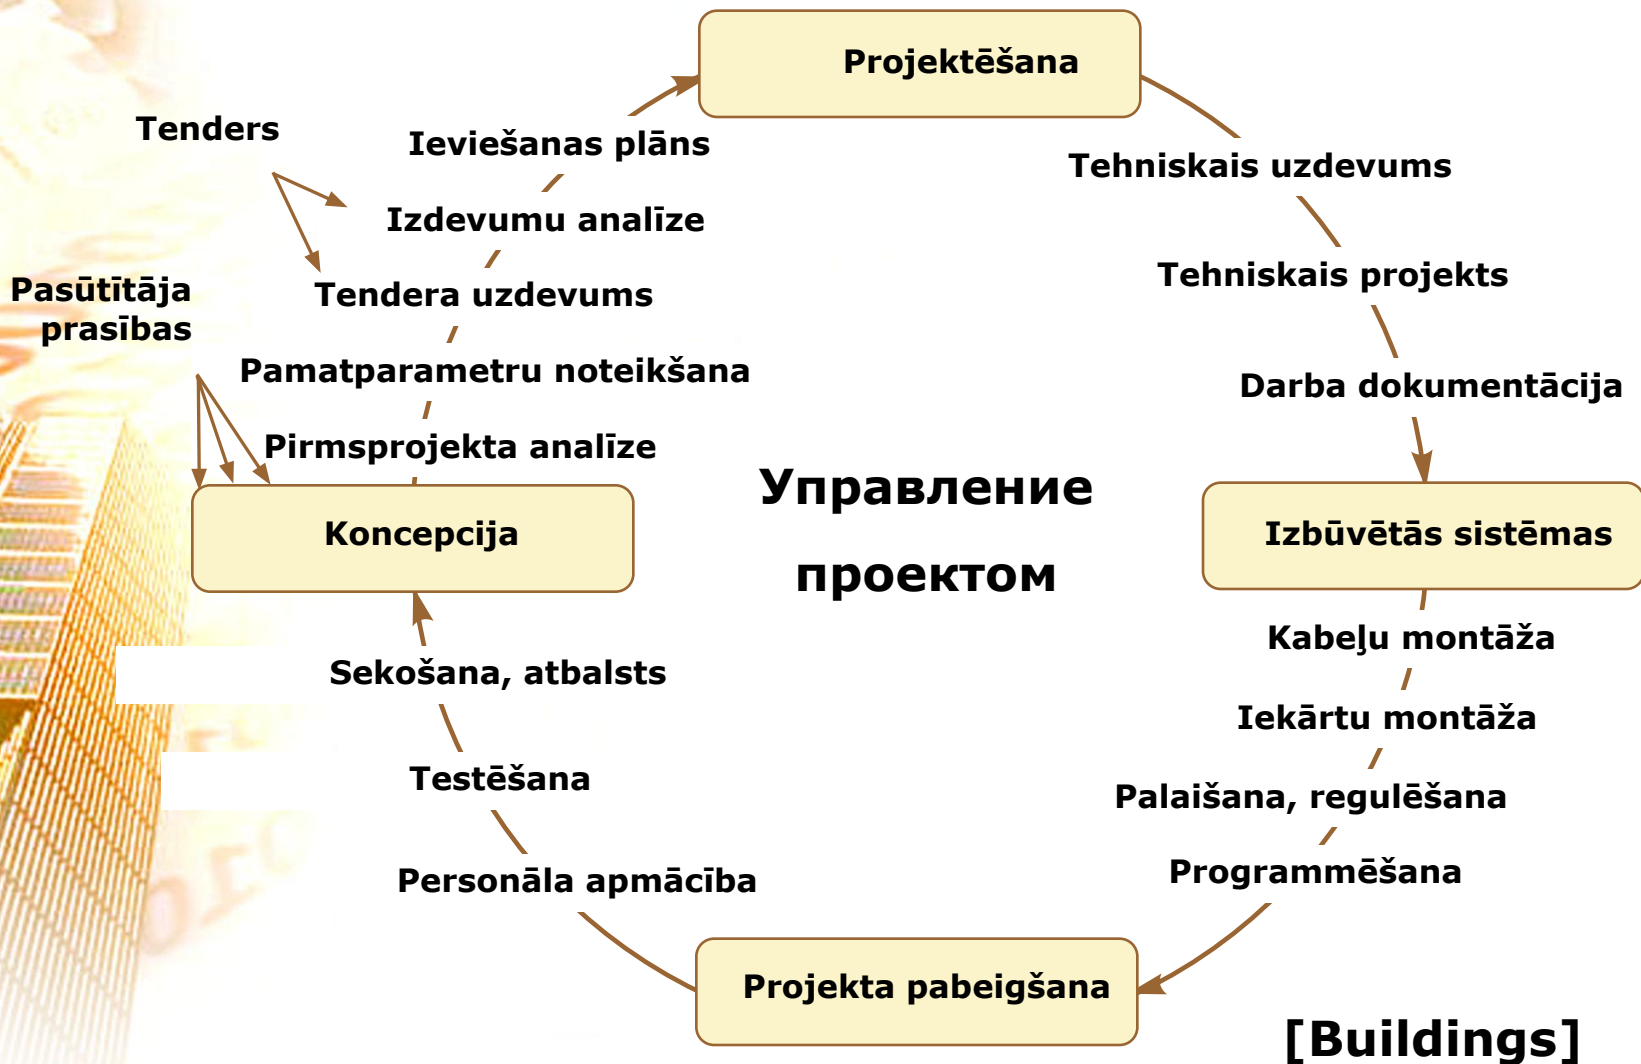 Projektēšana
Tenders
Ieviešanas plāns
Tehniskais uzdevums
Izdevumu analīze
Tehniskais projekts
Pasūtītāja
prasības
Tendera uzdevums
Pamatparametru noteikšana
Darba dokumentācija
Pirmsprojekta analīze
Управление
проектом
Koncepcija
Izbūvētās sistēmas
Kabeļu montāža
Sekošana, atbalsts
Iekārtu montāža
Testēšana
Palaišana, regulēšana
Personāla apmācība
Programmēšana
Projekta pabeigšana
[Buildings]